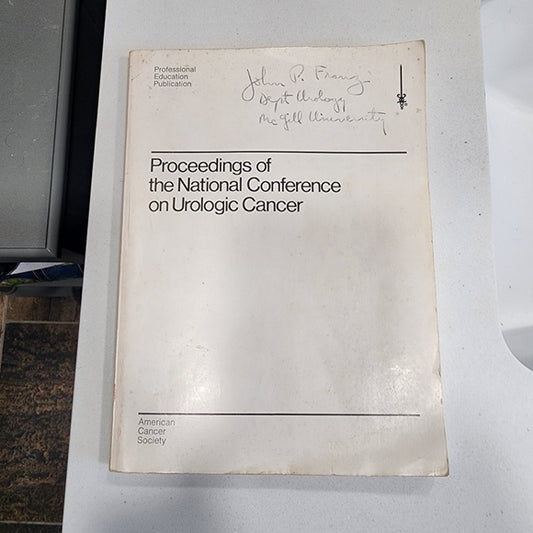 Professional
Education
Publication
John P. Franzi
Dept Urology
McGill University
Proceedings of
the National Conference
on Urologic Cancer
American
Cancer
Society